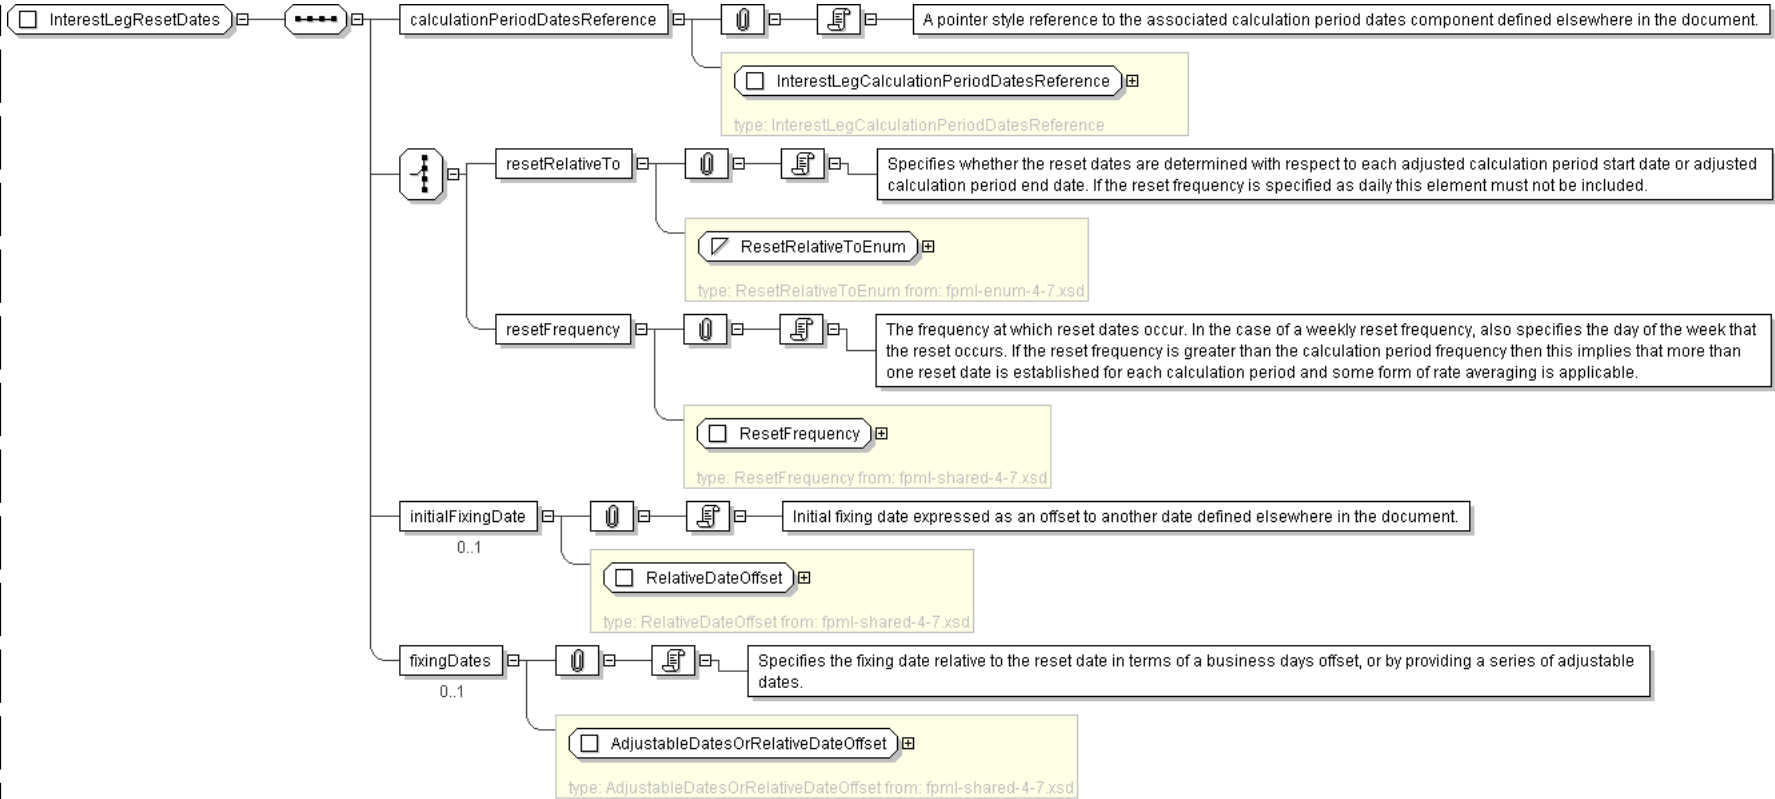 InterestLegResetDates
calculationPeriodDatesReference
A pointer style reference to the associated calculation period dates component defined elsewhere in the document.
InterestLegCalculationPeriodDatesReference
type: InterestLegCalculationPeriodDatesReference
resetRelativeTo
Specifies whether the reset dates are determined with respect to each adjusted calculation period start date or adjusted
calculation period end date. If the reset frequency is specified as daily this element must not be included.
ResetRelativeToEnum
type: ResetRelativeToEnum from: fpml-enum-4-7.xsd
resetFrequency
The frequency at which reset dates occur. In the case of a weekly reset frequency, also specifies the day of the week that
the reset occurs. If the reset frequency is greater than the calculation period frequency then this implies that more than
one reset date is established for each calculation period and some form of rate averaging is applicable.
ResetFrequency
type: ResetFrequency from: fpml-shared-4-7.xsd
initialFixingDate
Initial fixing date expressed as an offset to another date defined elsewhere in the document.
0..1
RelativeDateOffset
type: RelativeDateOffset from: fpml-shared-4-7.xsd
fixingDates
Specifies the fixing date relative to the reset date in terms of a business days offset, or by providing a series of adjustable
dates.
0..1
AdjustableDatesOrRelativeDateOffset
type: AdjustableDatesOrRelativeDateOffset from: fpml-shared-4-7.xsd